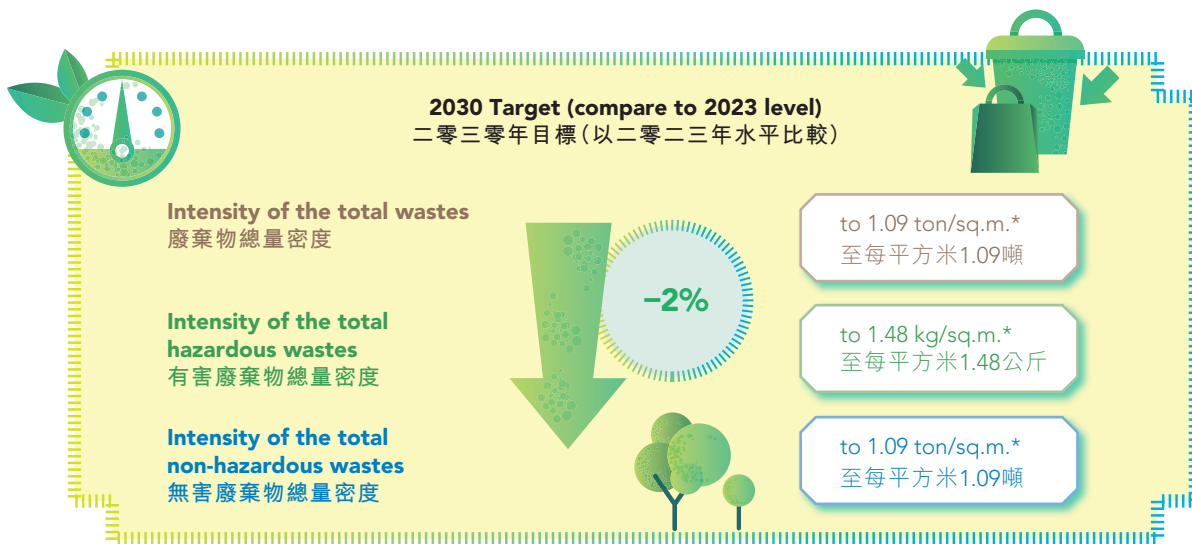 2030 Target (compare to 2023 level)
二零三零年目標（以二零二三年水平比較）
Intensity of the total wastes
廢棄物總量密度
to 1.09 ton/sq.m.*
至每平方米1.09噸
−2%
Intensity of the total
hazardous wastes
有害廢棄物總量密度
to 1.48 kg/sq.m.*
至每平方米1.48公斤
Intensity of the total
non-hazardous wastes
無害廢棄物總量密度
to 1.09 ton/sq.m.*
至每平方米1.09噸